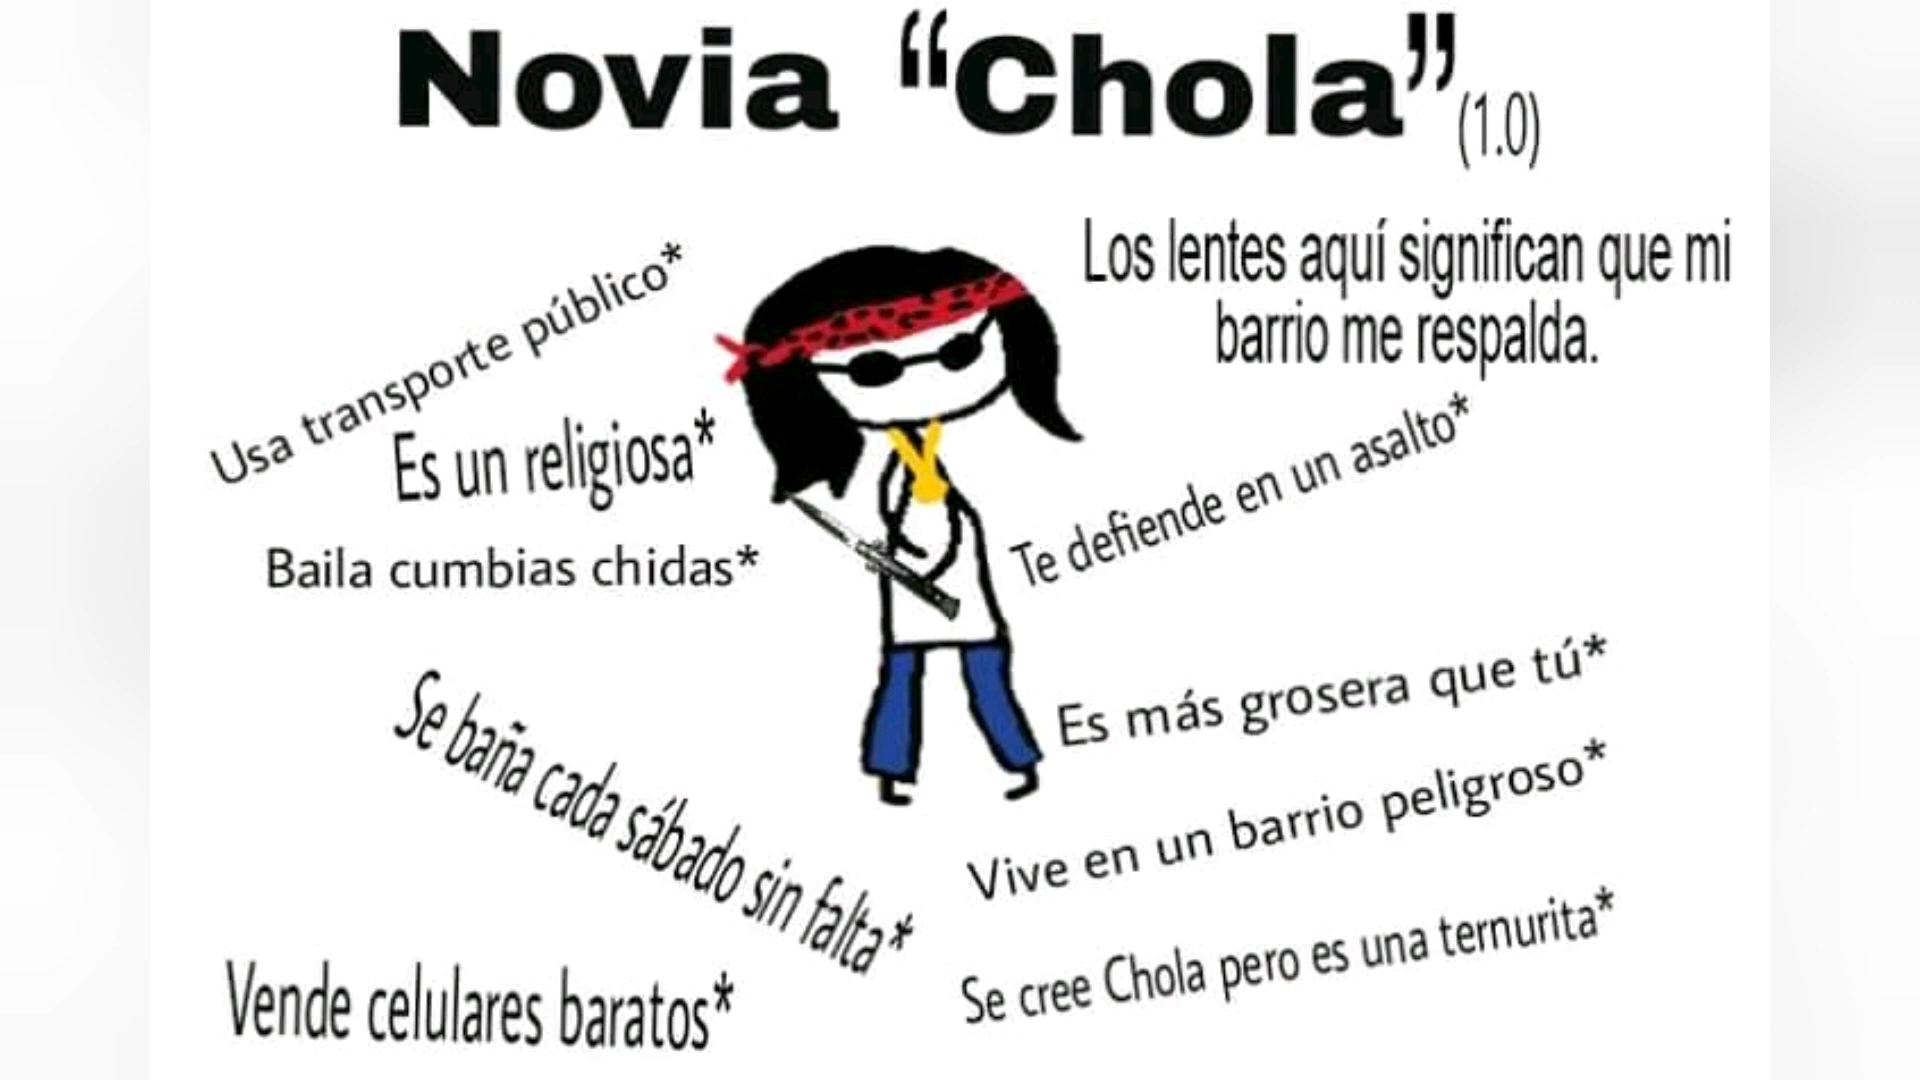 Novia “Chola”
(1.0)
Usa transporte público*
Los lentes aquí significan que mi
barrio me respalda.
Es un religiosa*
Te defiende en un asalto*
Baila cumbias chidas*
Es más grosera que tú*
Se baña cada sábado sin falta*
Vive en un barrio peligroso*
Vende celulares baratos*
Se cree Chola pero es una ternurita*